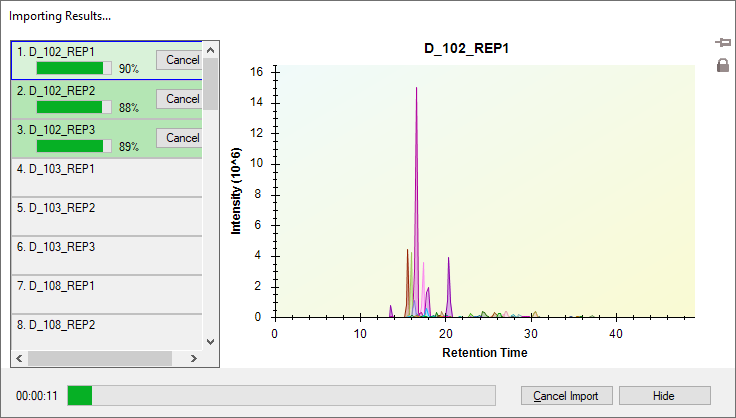 Importing Results...
1. D_102_REP1
90%
Cancel
2. D_102_REP2
88%
Cancel
3. D_102_REP3
89%
Cancel
4. D_103_REP1
5. D_103_REP2
6. D_103_REP3
7. D_108_REP1
8. D_108_REP2
D_102_REP1
Intensity (10^6)
16
14
12
10
8
6
4
2
0
0 10 20 30 40
Retention Time
00:00:11
Cancel Import
Hide